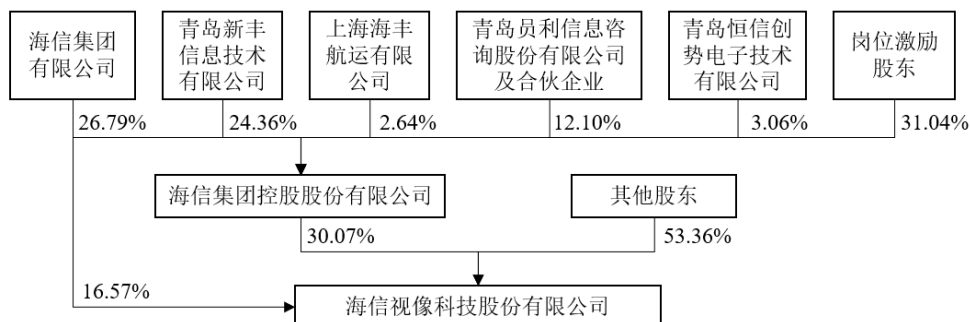 海信集团
有限公司
青岛新丰
信息技术
有限公司
上海海丰
航运有限
公司
青岛员利信息咨
询股份有限公司
及合伙企业
青岛恒信创
势电子技术
有限公司
岗位激励
股东
26.79%
24.36%
2.64%
12.10%
3.06%
31.04%
海信集团控股股份有限公司
其他股东
30.07%
53.36%
16.57%
海信视像科技股份有限公司